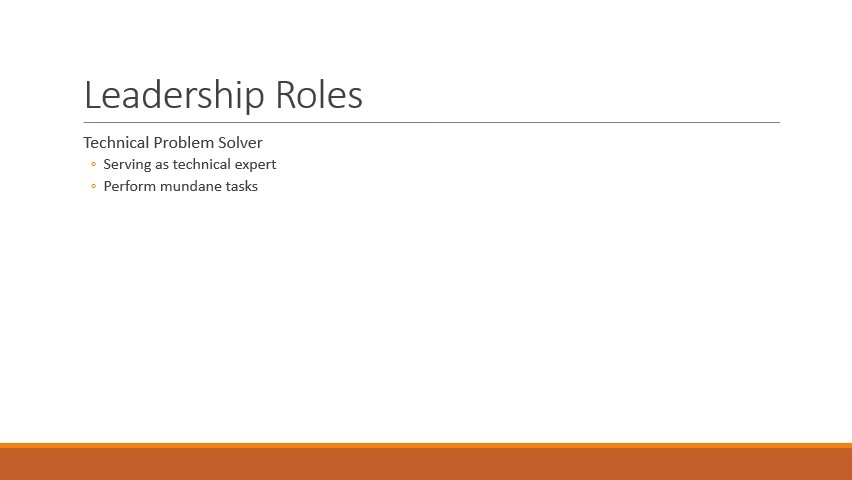 Leadership Roles
Technical Problem Solver
◦ Serving as technical expert
◦ Perform mundane tasks